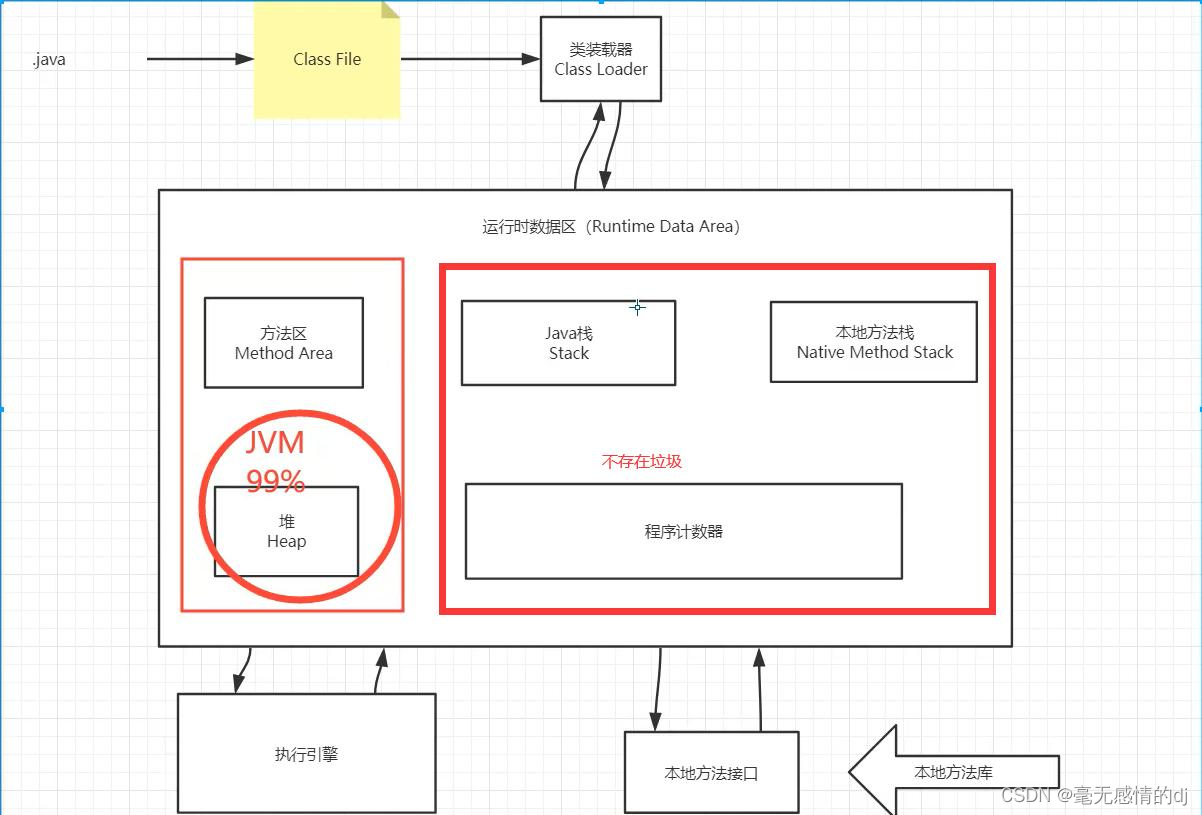 .java
Class File
类装载器
Class Loader
运行时数据区（Runtime Data Area）
方法区
Method Area
Java栈
Stack
本地方法栈
Native Method Stack
JVM
99%
不存在垃圾
堆
Heap
程序计数器
执行引擎
本地方法接口
本地方法库
CSDN @毫无感情的dj